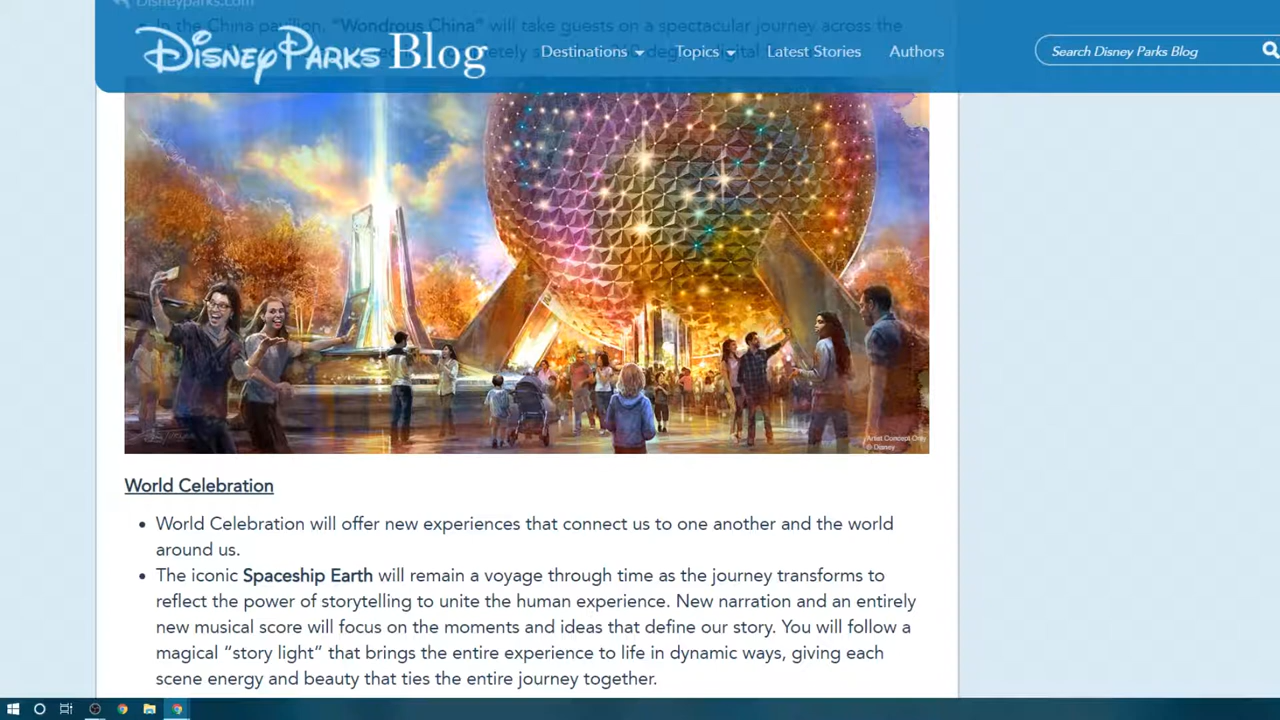 Disneyparks.com
In the China pavilion, “Wondrous China” will take guests on a spectacular journey across the
DISNEY PARKS Blog
Destinations
Topics
Latest Stories
Authors
Search Disney Parks Blog
Artist Concept Only
© Disney
World Celebration
• World Celebration will offer new experiences that connect us to one another and the world
around us.
• The iconic Spaceship Earth will remain a voyage through time as the journey transforms to
reflect the power of storytelling to unite the human experience. New narration and an entirely
new musical score will focus on the moments and ideas that define our story. You will follow a
magical “story light” that brings the entire experience to life in dynamic ways, giving each
scene energy and beauty that ties the entire journey together.